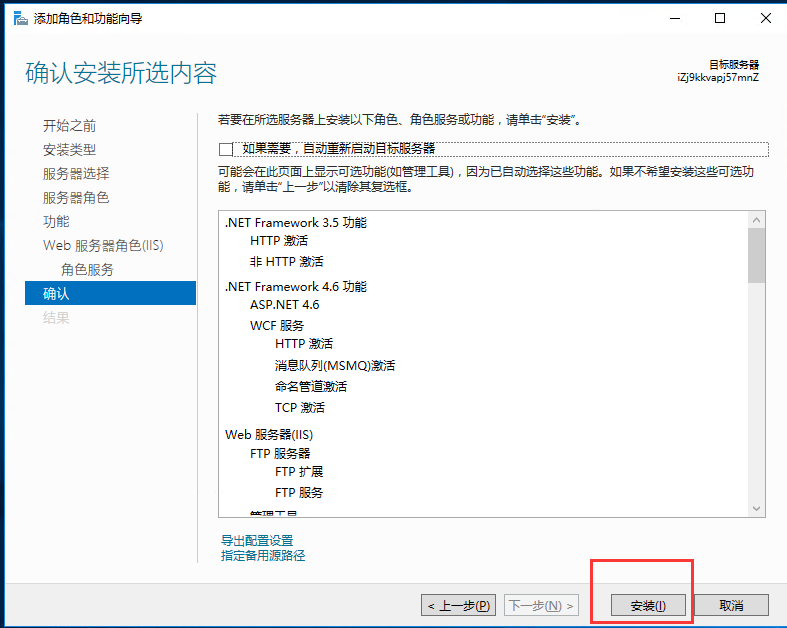 添加角色和功能向导
确认安装所选内容
目标服务器
iZj9kkvapj57mnZ
开始之前
安装类型
服务器选择
服务器角色
功能
Web 服务器角色(IIS)
角色服务
确认
结果
若要在所选服务器上安装以下角色、角色服务或功能，请单击“安装”。
如果需要，自动重新启动目标服务器
可能会在此页面上显示可选功能(如管理工具)，因为已自动选择这些功能。如果不希望安装这些可选功
能，请单击“上一步”以清除其复选框。
.NET Framework 3.5 功能
HTTP 激活
非 HTTP 激活
.NET Framework 4.6 功能
ASP.NET 4.6
WCF 服务
HTTP 激活
消息队列(MSMQ)激活
命名管道激活
TCP 激活
Web 服务器(IIS)
FTP 服务器
FTP 扩展
FTP 服务
管理工具
导出配置设置
指定备用源路径
< 上一步(P)
下一步(N) >
安装(I)
取消